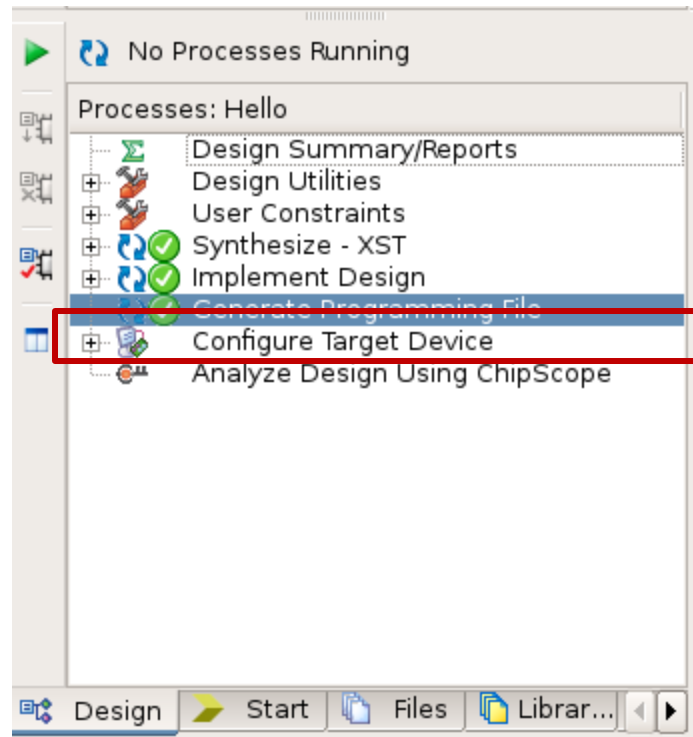 No Processes Running
Processes: Hello
Design Summary/Reports
Design Utilities
User Constraints
Synthesize - XST
Implement Design
Generate Programming File
Configure Target Device
Analyze Design Using ChipScope
Design Start Files Librar...